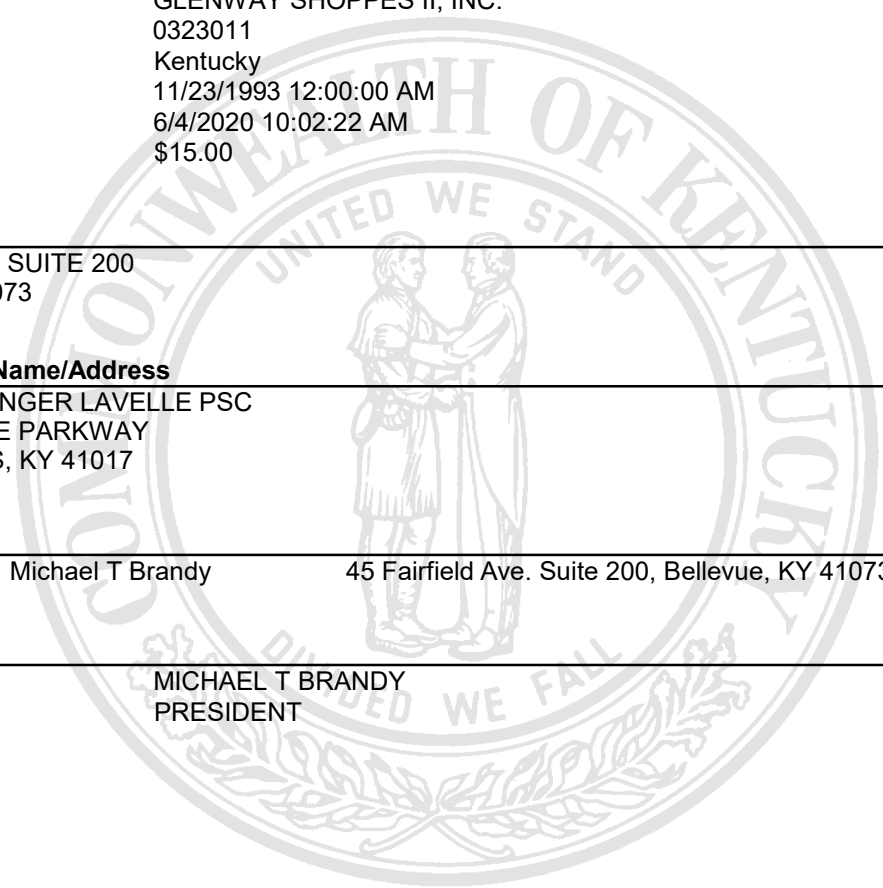 GLENWAY SHOPPES II, INC.
0323011
Kentucky
11/23/1993 12:00:00 AM
6/4/2020 10:02:22 AM
$15.00
COMMONWEALTH OF KENTUCKY
UNITED WE STAND
SUITE 200
073
Name/Address
NGER LAVELLE PSC
E PARKWAY
S, KY 41017
Michael T Brandy 45 Fairfield Ave. Suite 200, Bellevue, KY 41073
DIVIDED WE FALL
MICHAEL T BRANDY
PRESIDENT